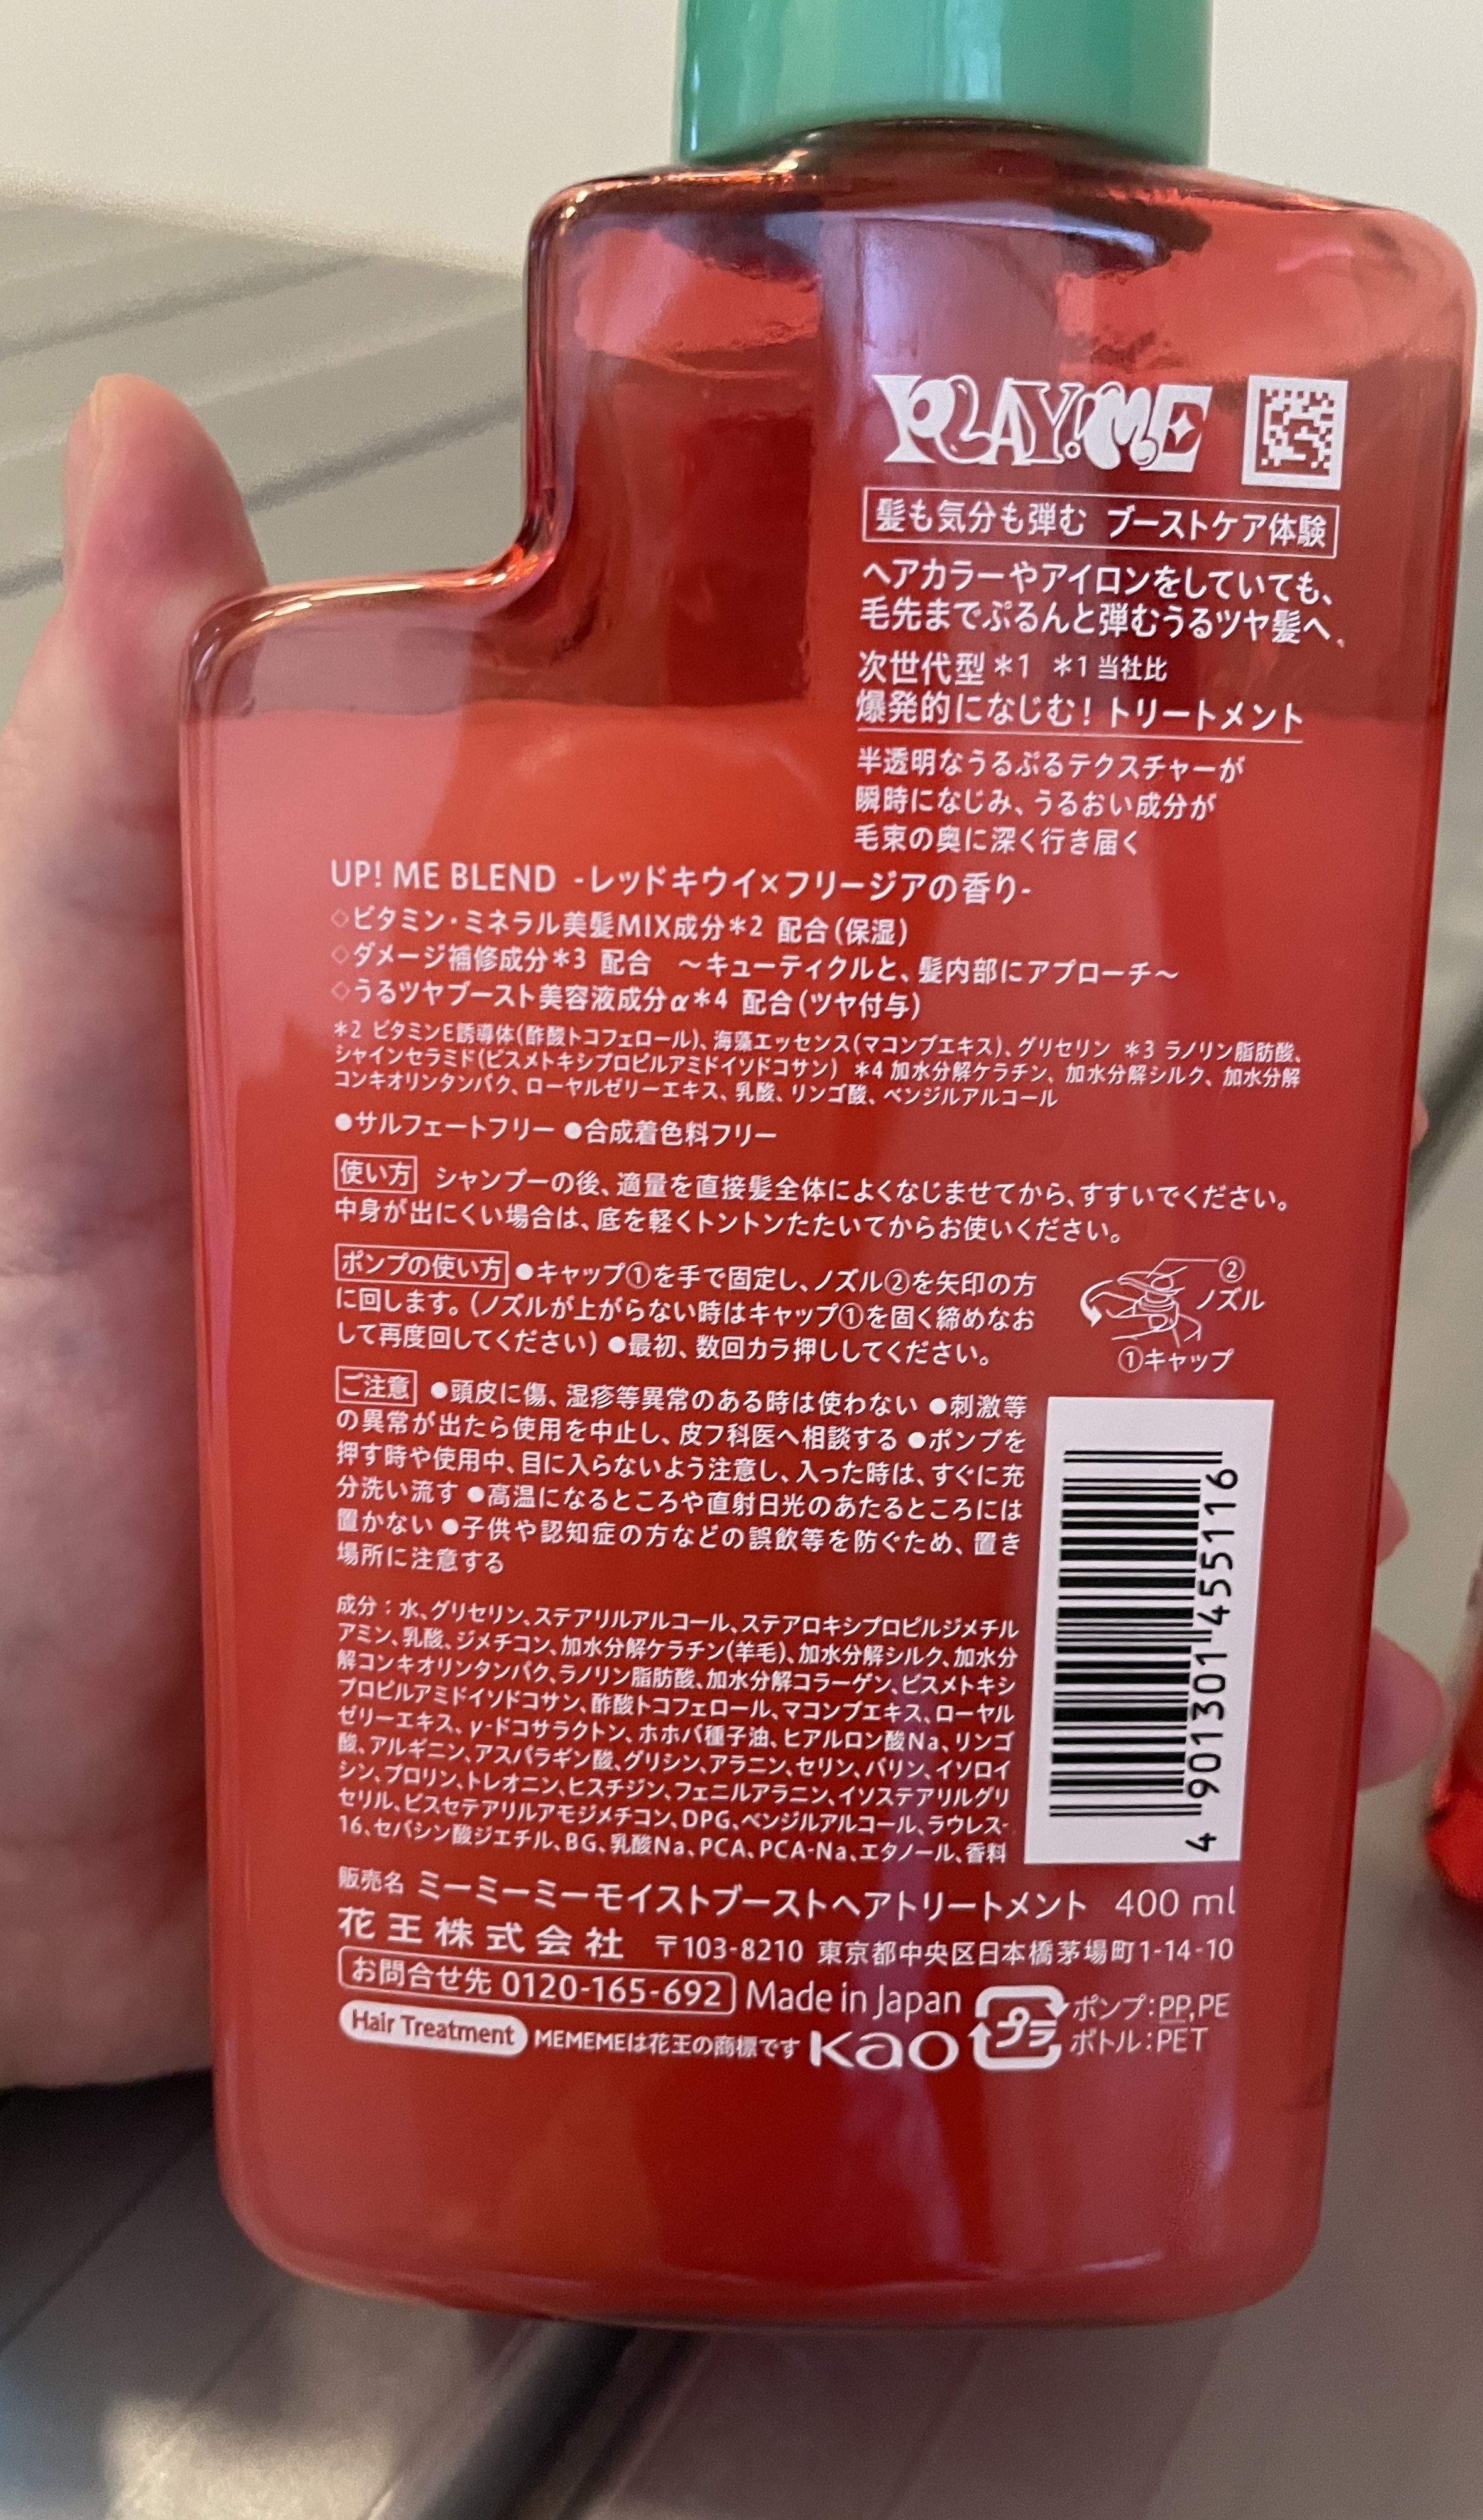 PLAY! ME
髪も気分も弾む ブーストケア体験
ヘアカラーやアイロンをしていても、
毛先までぷるんと弾むうるツヤ髪へ。
次世代型＊1 ＊1 当社比
爆発的になじむ！トリートメント
半透明なうるぷるテクスチャーが
瞬時になじみ、うるおい成分が
毛束の奥に深く行き届く
UP! ME BLEND -レッドキウイ×フリージアの香り-
◇ビタミン・ミネラル美髪MIX成分＊2 配合（保湿）
◇ダメージ補修成分＊3 配合 〜キューティクルと、髪内部にアプローチ〜
◇うるツヤブースト美容液成分α＊4 配合（ツヤ付与）
＊2 ビタミンE誘導体（酢酸トコフェロール）、海藻エッセンス（マコンブエキス）、グリセリン ＊3 ラノリン脂肪酸、
シャインセラミド（ビスメトキシプロピルアミドイソドコサン） ＊4 加水分解ケラチン、加水分解シルク、加水分解
コンキオリンタンパク、ローヤルゼリーエキス、乳酸、リンゴ酸、ベンジルアルコール
●サルフェートフリー ●合成着色料フリー
使い方 シャンプーの後、適量を直接髪全体によくなじませてから、すすいでください。
中身が出にくい場合は、底を軽くトントンたたいてからお使いください。
ポンプの使い方 ●キャップ①を手で固定し、ノズル②を矢印の方
に回します。（ノズルが上がらない時はキャップ①を固く締めなお
して再度回してください） ●最初、数回カラ押ししてください。
②
ノズル
①キャップ
ご注意 ●頭皮に傷、湿疹等異常のある時は使わない ●刺激等
の異常が出たら使用を中止し、皮フ科医へ相談する ●ポンプを
押す時や使用中、目に入らないよう注意し、入った時は、すぐに充
分洗い流す ●高温になるところや直射日光のあたるところには
置かない ●子供や認知症の方などの誤飲等を防ぐため、置き
場所に注意する
4 901301 455116
成分：水、グリセリン、ステアリルアルコール、ステアロキシプロピルジメチル
アミン、乳酸、ジメチコン、加水分解ケラチン(羊毛)、加水分解シルク、加水分
解コンキオリンタンパク、ラノリン脂肪酸、加水分解コラーゲン、ビスメトキシ
プロピルアミドイソドコサン、酢酸トコフェロール、マコンブエキス、ローヤル
ゼリーエキス、γ-ドコサラクトン、ホホバ種子油、ヒアルロン酸Na、リンゴ
酸、アルギニン、アスパラギン酸、グリシン、アラニン、セリン、バリン、イソロイ
シン、プロリン、トレオニン、ヒスチジン、フェニルアラニン、イソステアリルグリ
セリル、ビスセテアリルアモジメチコン、DPG、ベンジルアルコール、ラウレス-
16、セバシン酸ジエチル、BG、乳酸Na、PCA、PCA-Na、エタノール、香料
販売名 ミーミーミーモイストブーストヘアトリートメント 400 ml
花王株式会社 〒103-8210 東京都中央区日本橋茅場町1-14-10
お問合せ先 0120-165-692 Made in Japan プラ ポンプ：PP,PE
Hair Treatment MEMEMEは花王の商標です Kao ボトル：PET